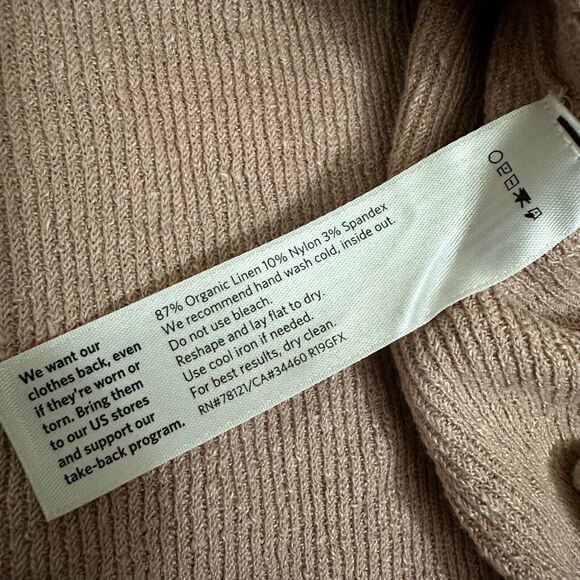 87% Organic Linen 10% Nylon 3% Spandex
We recommend hand wash cold, inside out.
Do not use bleach.
Reshape and lay flat to dry.
Use cool iron if needed.
For best results, dry clean.
RN#78121/CA#34460 R19GFX
We want our
clothes back, even
if they're worn or
torn. Bring them
to our US stores
and support our
take-back program.